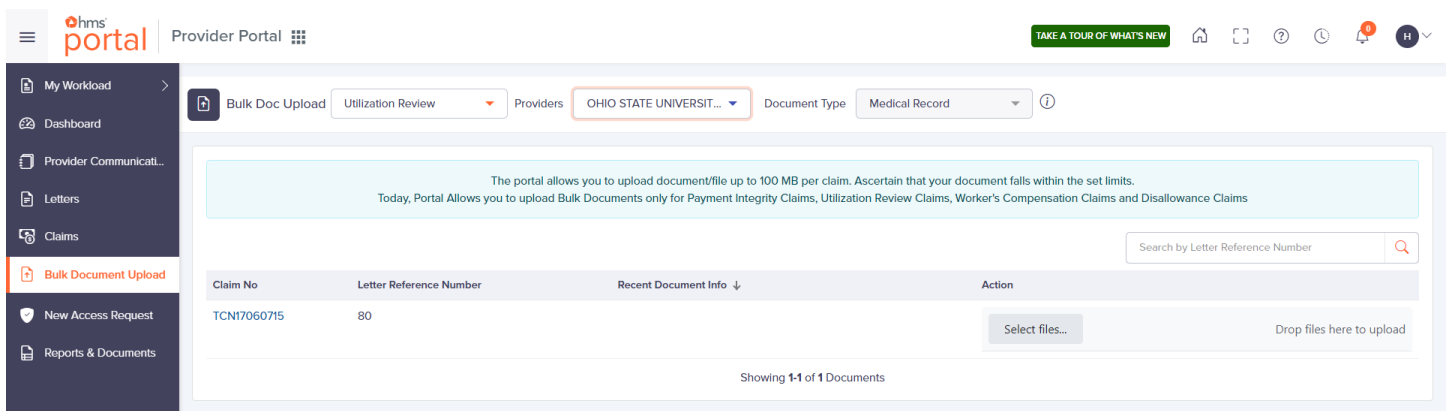 hms
portal
Provider Portal
TAKE A TOUR OF WHAT'S NEW
0
H
My Workload
Dashboard
Provider Communicati...
Letters
Claims
Bulk Document Upload
New Access Request
Reports & Documents
Bulk Doc Upload
Utilization Review
Providers
OHIO STATE UNIVERSIT...
Document Type
Medical Record
The portal allows you to upload document/file up to 100 MB per claim. Ascertain that your document falls within the set limits.
Today, Portal Allows you to upload Bulk Documents only for Payment Integrity Claims, Utilization Review Claims, Worker's Compensation Claims and Disallowance Claims
Search by Letter Reference Number
Claim No Letter Reference Number Recent Document Info ↓ Action
TCN17060715 80 Select files... Drop files here to upload
Showing 1-1 of 1 Documents